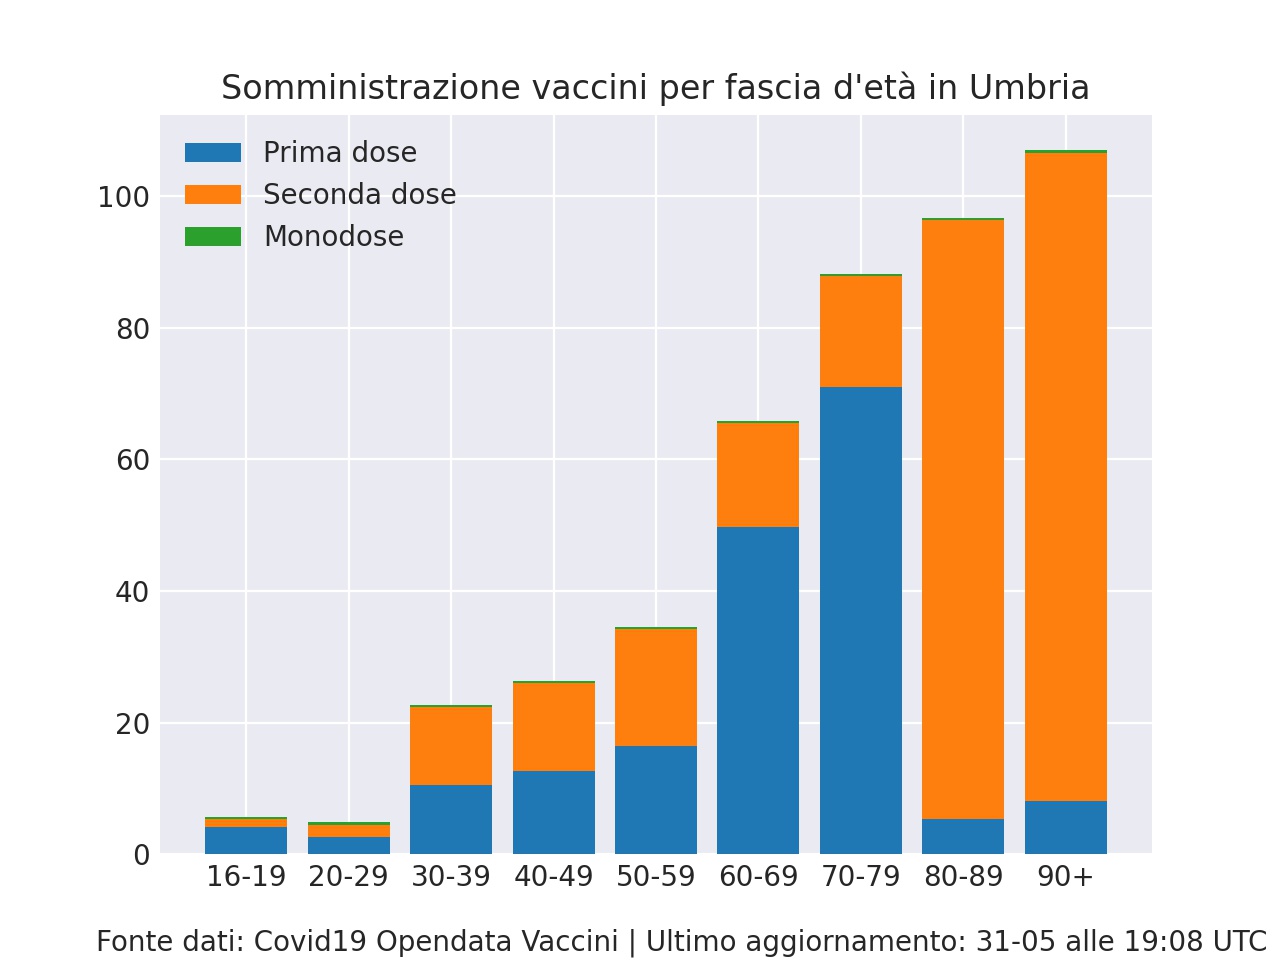 Somministrazione vaccini per fascia d'età in Umbria
Prima dose
Seconda dose
Monodose
100
80
60
40
20
0
16-19 20-29 30-39 40-49 50-59 60-69 70-79 80-89 90+
Fonte dati: Covid19 Opendata Vaccini | Ultimo aggiornamento: 31-05 alle 19:08 UTC